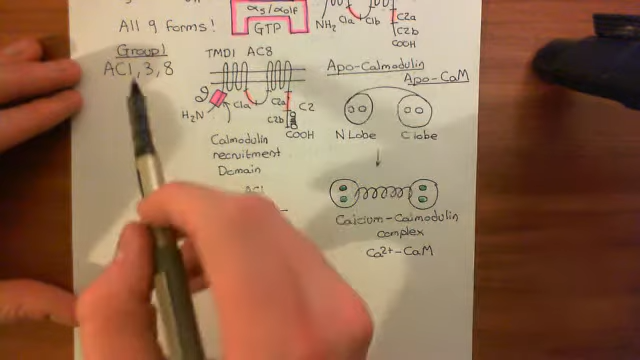 All 9 forms!
αs/αolf
GTP
NH2 C1a C1b C2a
C2b
COOH
Group 1
AC1, 3, 8
TMD1 AC8
H2N
C1a
C2a
C2
C2b
COOH
Calmodulin
recruitment
Domain
Apo-Calmodulin
Apo-CaM
N Lobe
C lobe
Calcium-Calmodulin
Complex
Ca2+-CaM